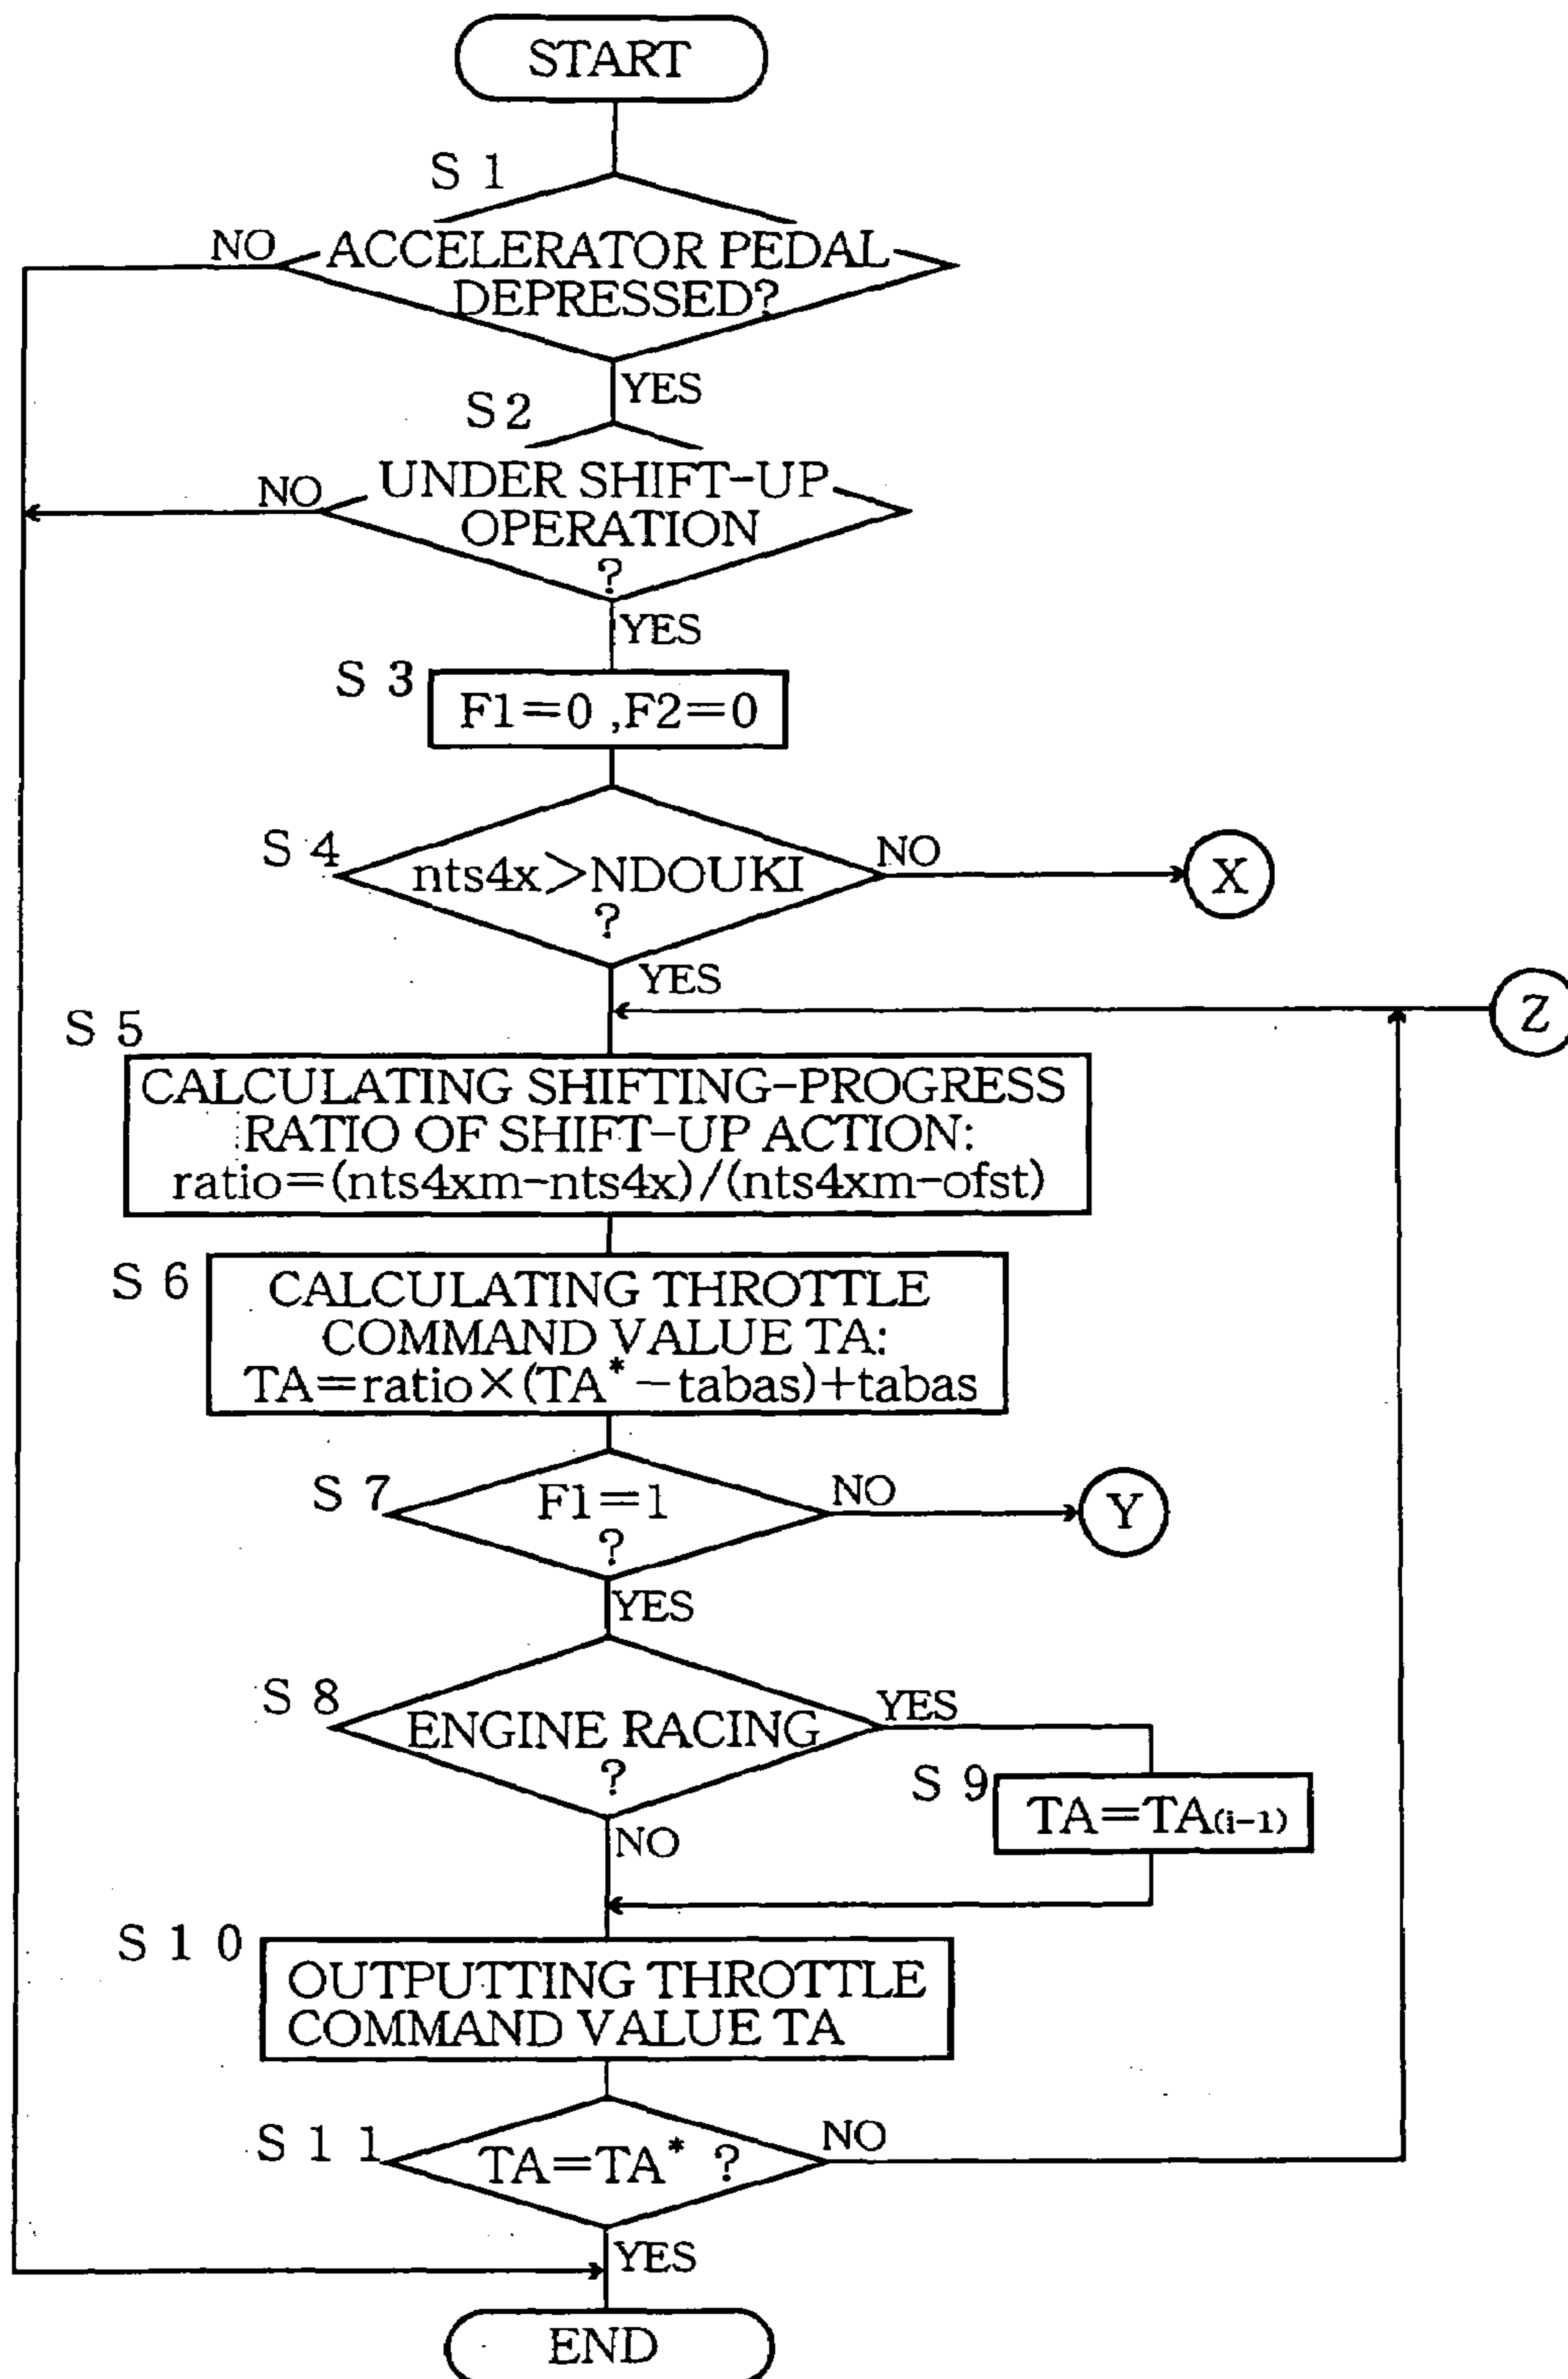 START
S 1
NO
ACCELERATOR PEDAL
DEPRESSED?
YES
S2
NO
UNDER SHIFT-UP
OPERATION
?
YES
S 3
F1=0 ,F2=0
S 4
nts4x>NDOUKI
?
NO
X
YES
Z
S 5
CALCULATING SHIFTING-PROGRESS
RATIO OF SHIFT-UP ACTION:
ratio=(nts4xm-nts4x)/(nts4xm-ofst)
S 6
CALCULATING THROTTLE
COMMAND VALUE TA:
TA=ratio×(TA*-tabas)+tabas
S 7
F1=1
?
NO
Y
YES
S 8
ENGINE RACING
?
YES
S 9
TA=TA(i-1)
NO
S 1 0
OUTPUTTING THROTTLE
COMMAND VALUE TA
S 1 1
TA=TA* ?
NO
YES
END